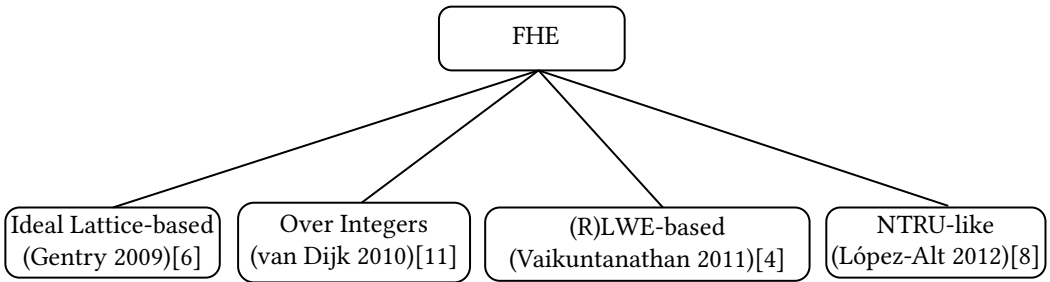 FHE
Ideal Lattice-based
(Gentry 2009)[6]
Over Integers
(van Dijk 2010)[11]
(R)LWE-based
(Vaikuntanathan 2011)[4]
NTRU-like
(López-Alt 2012)[8]